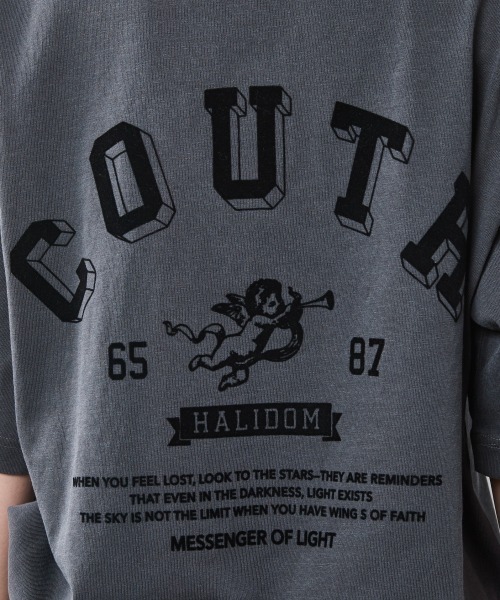 COUTH
65 87
HALIDOM
WHEN YOU FEEL LOST, LOOK TO THE STARS–THEY ARE REMINDERS
THAT EVEN IN THE DARKNESS, LIGHT EXISTS
THE SKY IS NOT THE LIMIT WHEN YOU HAVE WING S OF FAITH
MESSENGER OF LIGHT